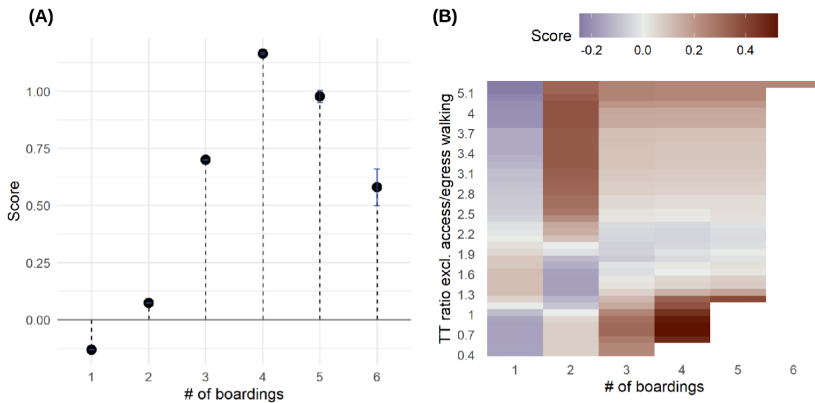 (A)
1.00
0.75
0.50
0.25
0.00
Score
1 2 3 4 5 6
# of boardings
(B)
Score
-0.2 0.0 0.2 0.4
5.1
4
3.7
3.4
3.1
2.8
2.5
2.2
1.9
1.6
1.3
1
0.7
0.4
TT ratio excl. access/egress walking
1 2 3 4 5 6
# of boardings